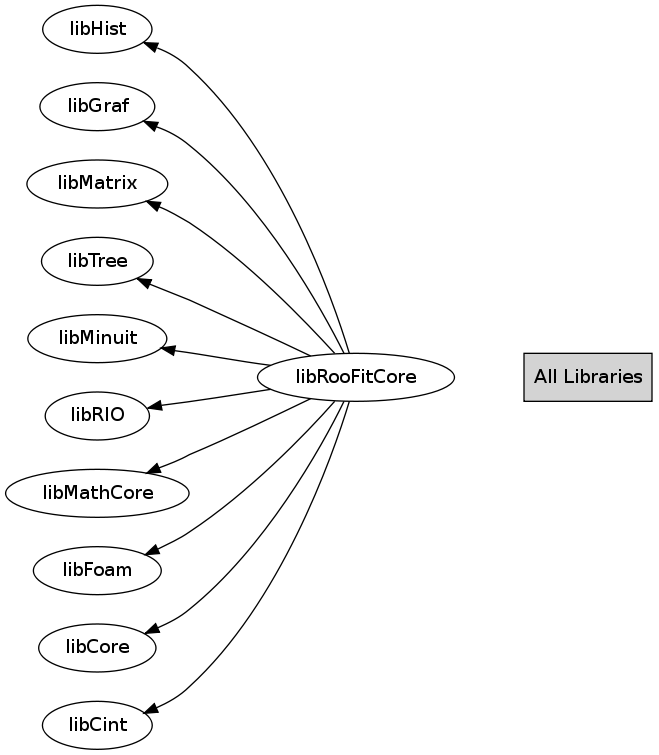 libHist
libGraf
libMatrix
libTree
libMinuit
libRooFitCore
All Libraries
libRIO
libMathCore
libFoam
libCore
libCint